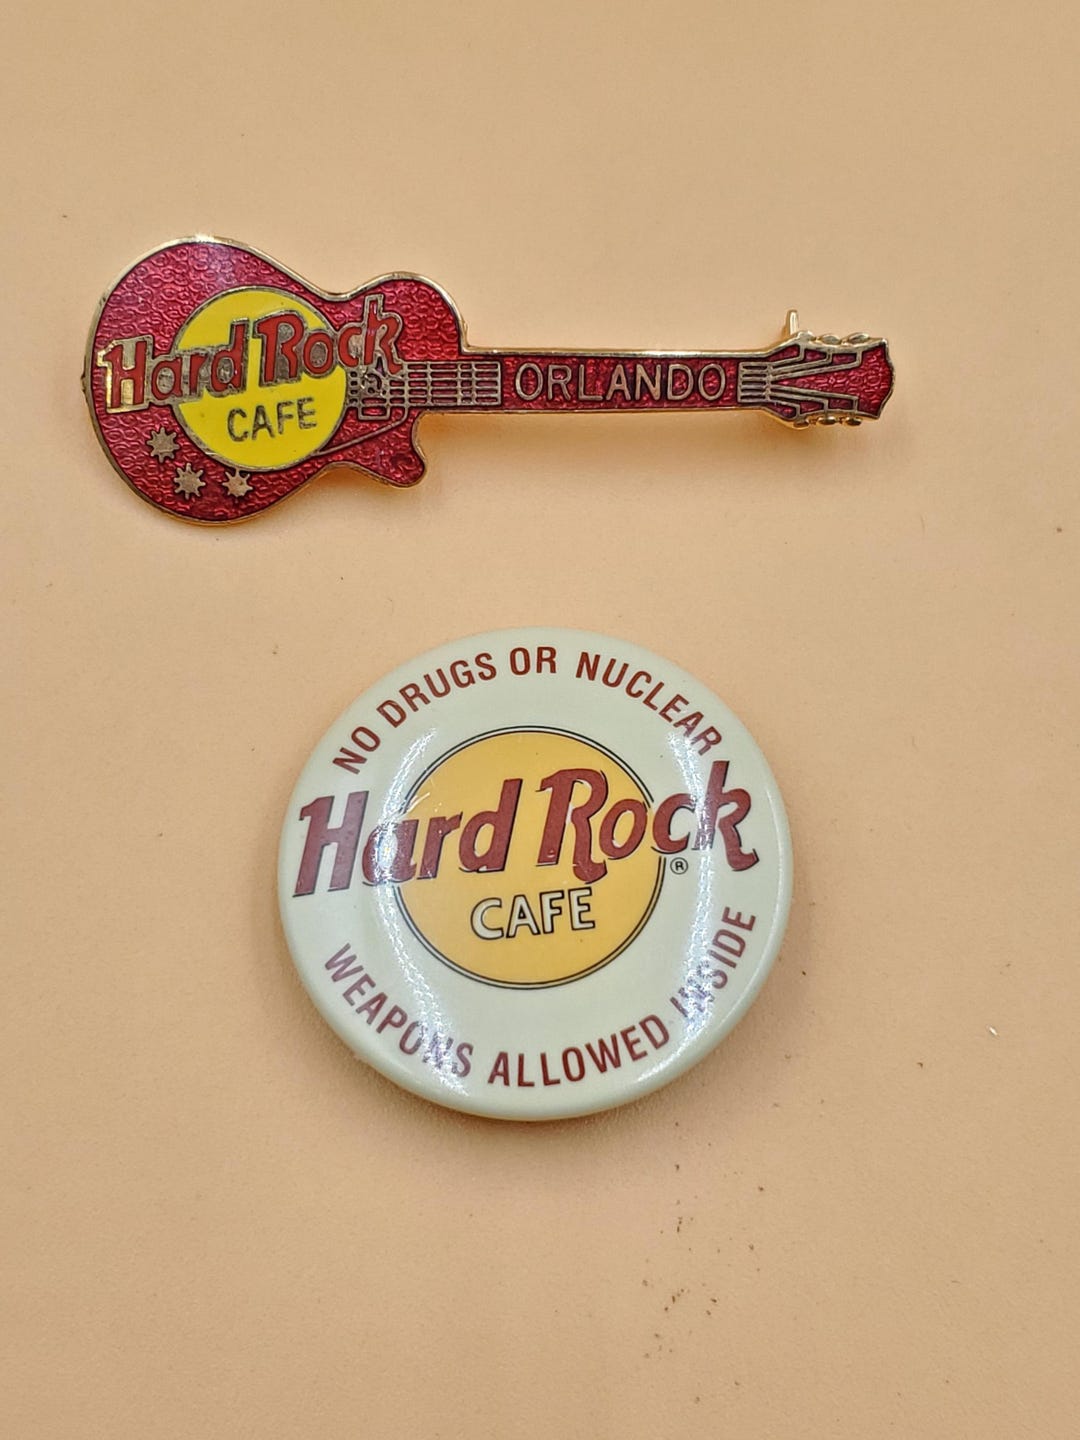 Hard Rock
CAFE
ORLANDO
NO DRUGS OR NUCLEAR
Hard Rock
®
CAFE
WEAPONS ALLOWED INSIDE